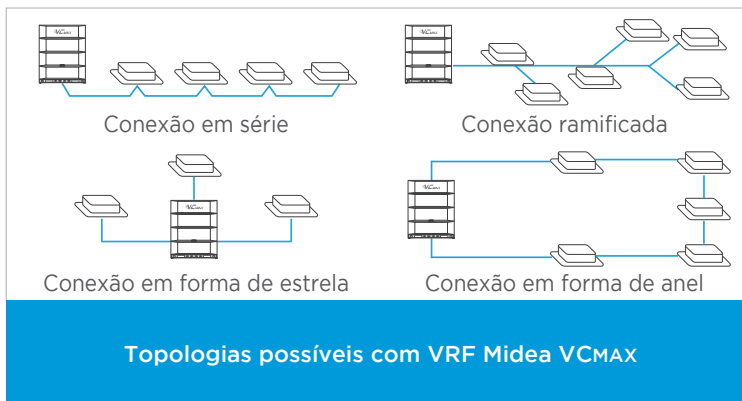 Conexão em série
Conexão ramificada
Conexão em forma de estrela
Conexão em forma de anel
Topologias possíveis com VRF Midea VCMAX